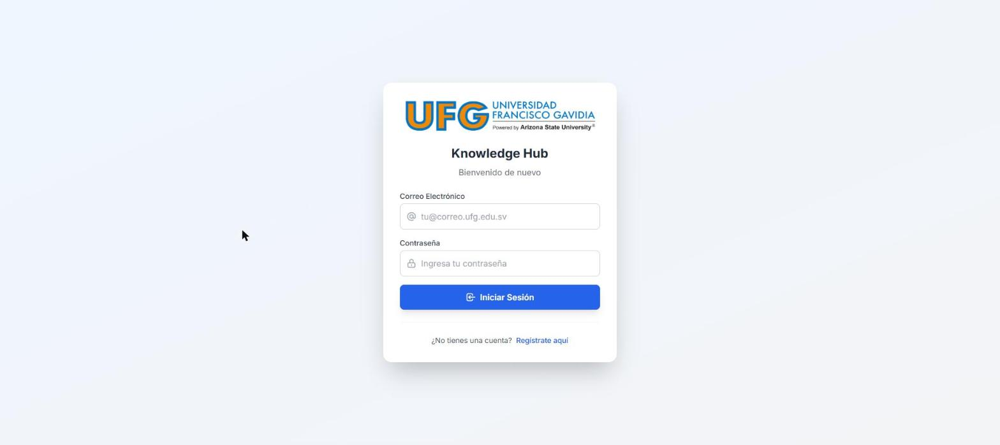 UFG UNIVERSIDAD
FRANCISCO GAVIDIA
Powered by Arizona State University®
Knowledge Hub
Bienvenido de nuevo
Correo Electrónico
@ tu@correo.ufg.edu.sv
Contraseña
Ingresa tu contraseña
Iniciar Sesión
¿No tienes una cuenta? Regístrate aquí